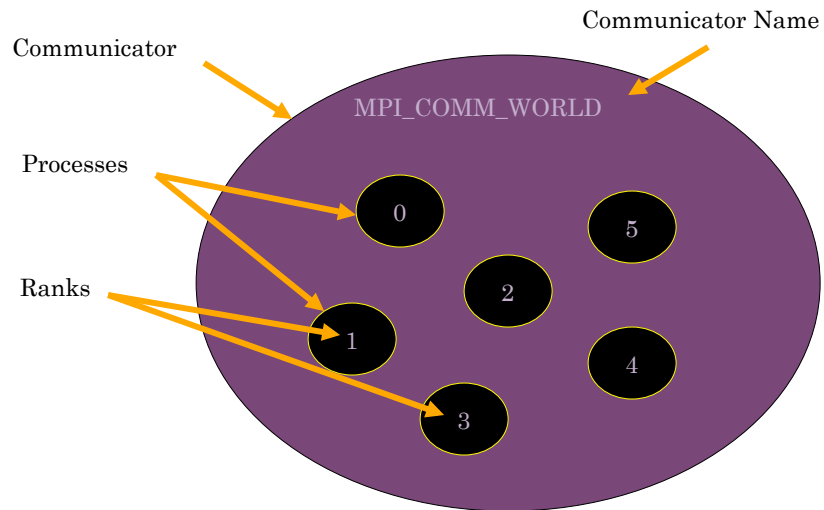 Communicator Name
Communicator
MPI_COMM_WORLD
Processes
0
5
2
Ranks
1
4
3